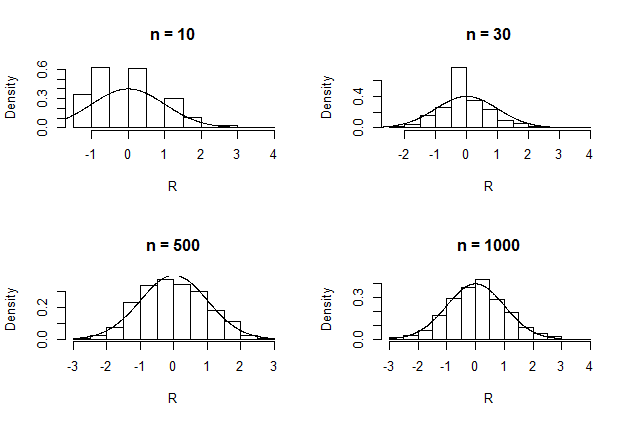 n = 10
Density
0.0 0.3 0.6
-1 0 1 2 3 4
R
n = 30
Density
0.0 0.4
-2 -1 0 1 2 3 4
R
n = 500
Density
0.0 0.2
-3 -2 -1 0 1 2 3
R
n = 1000
Density
0.0 0.3
-3 -2 -1 0 1 2 3 4
R